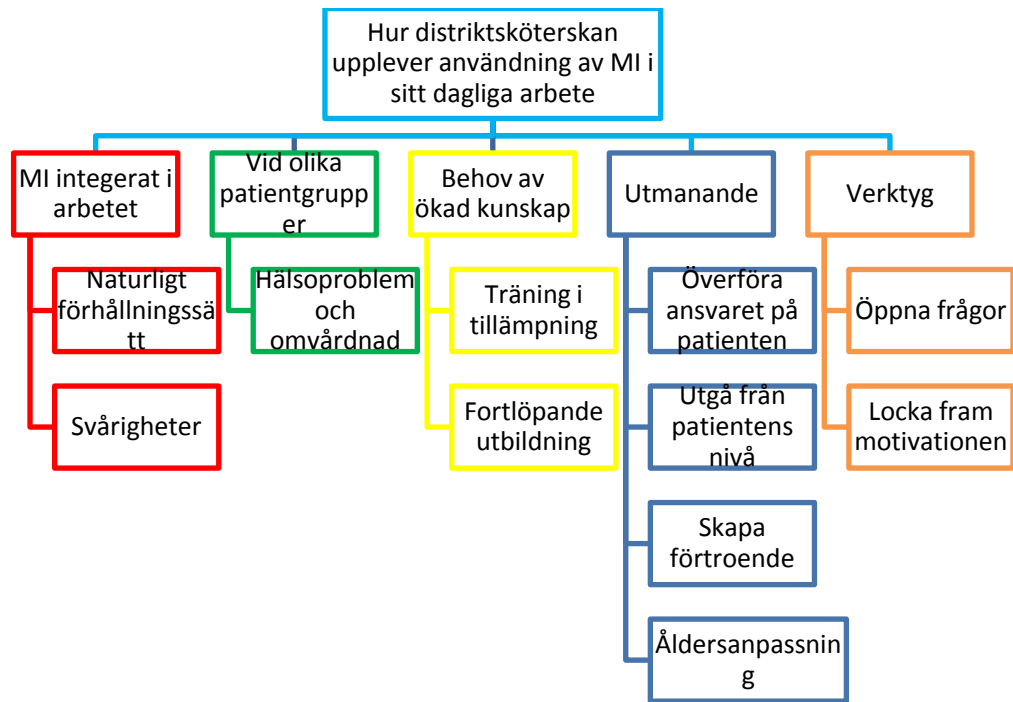 Hur distriktsköterskan
upplever användning av MI i
sitt dagliga arbete
MI integerat i
arbetet
Naturligt
förhållningssä
tt
Svårigheter
Vid olika
patientgrupp
er
Hälsoproblem
och
omvårdnad
Behov av
ökad kunskap
Träning i
tillämpning
Fortlöpande
utbildning
Utmanande
Överföra
ansvaret på
patienten
Utgå från
patientens
nivå
Skapa
förtroende
Åldersanpassnin
g
Verktyg
Öppna frågor
Locka fram
motivationen